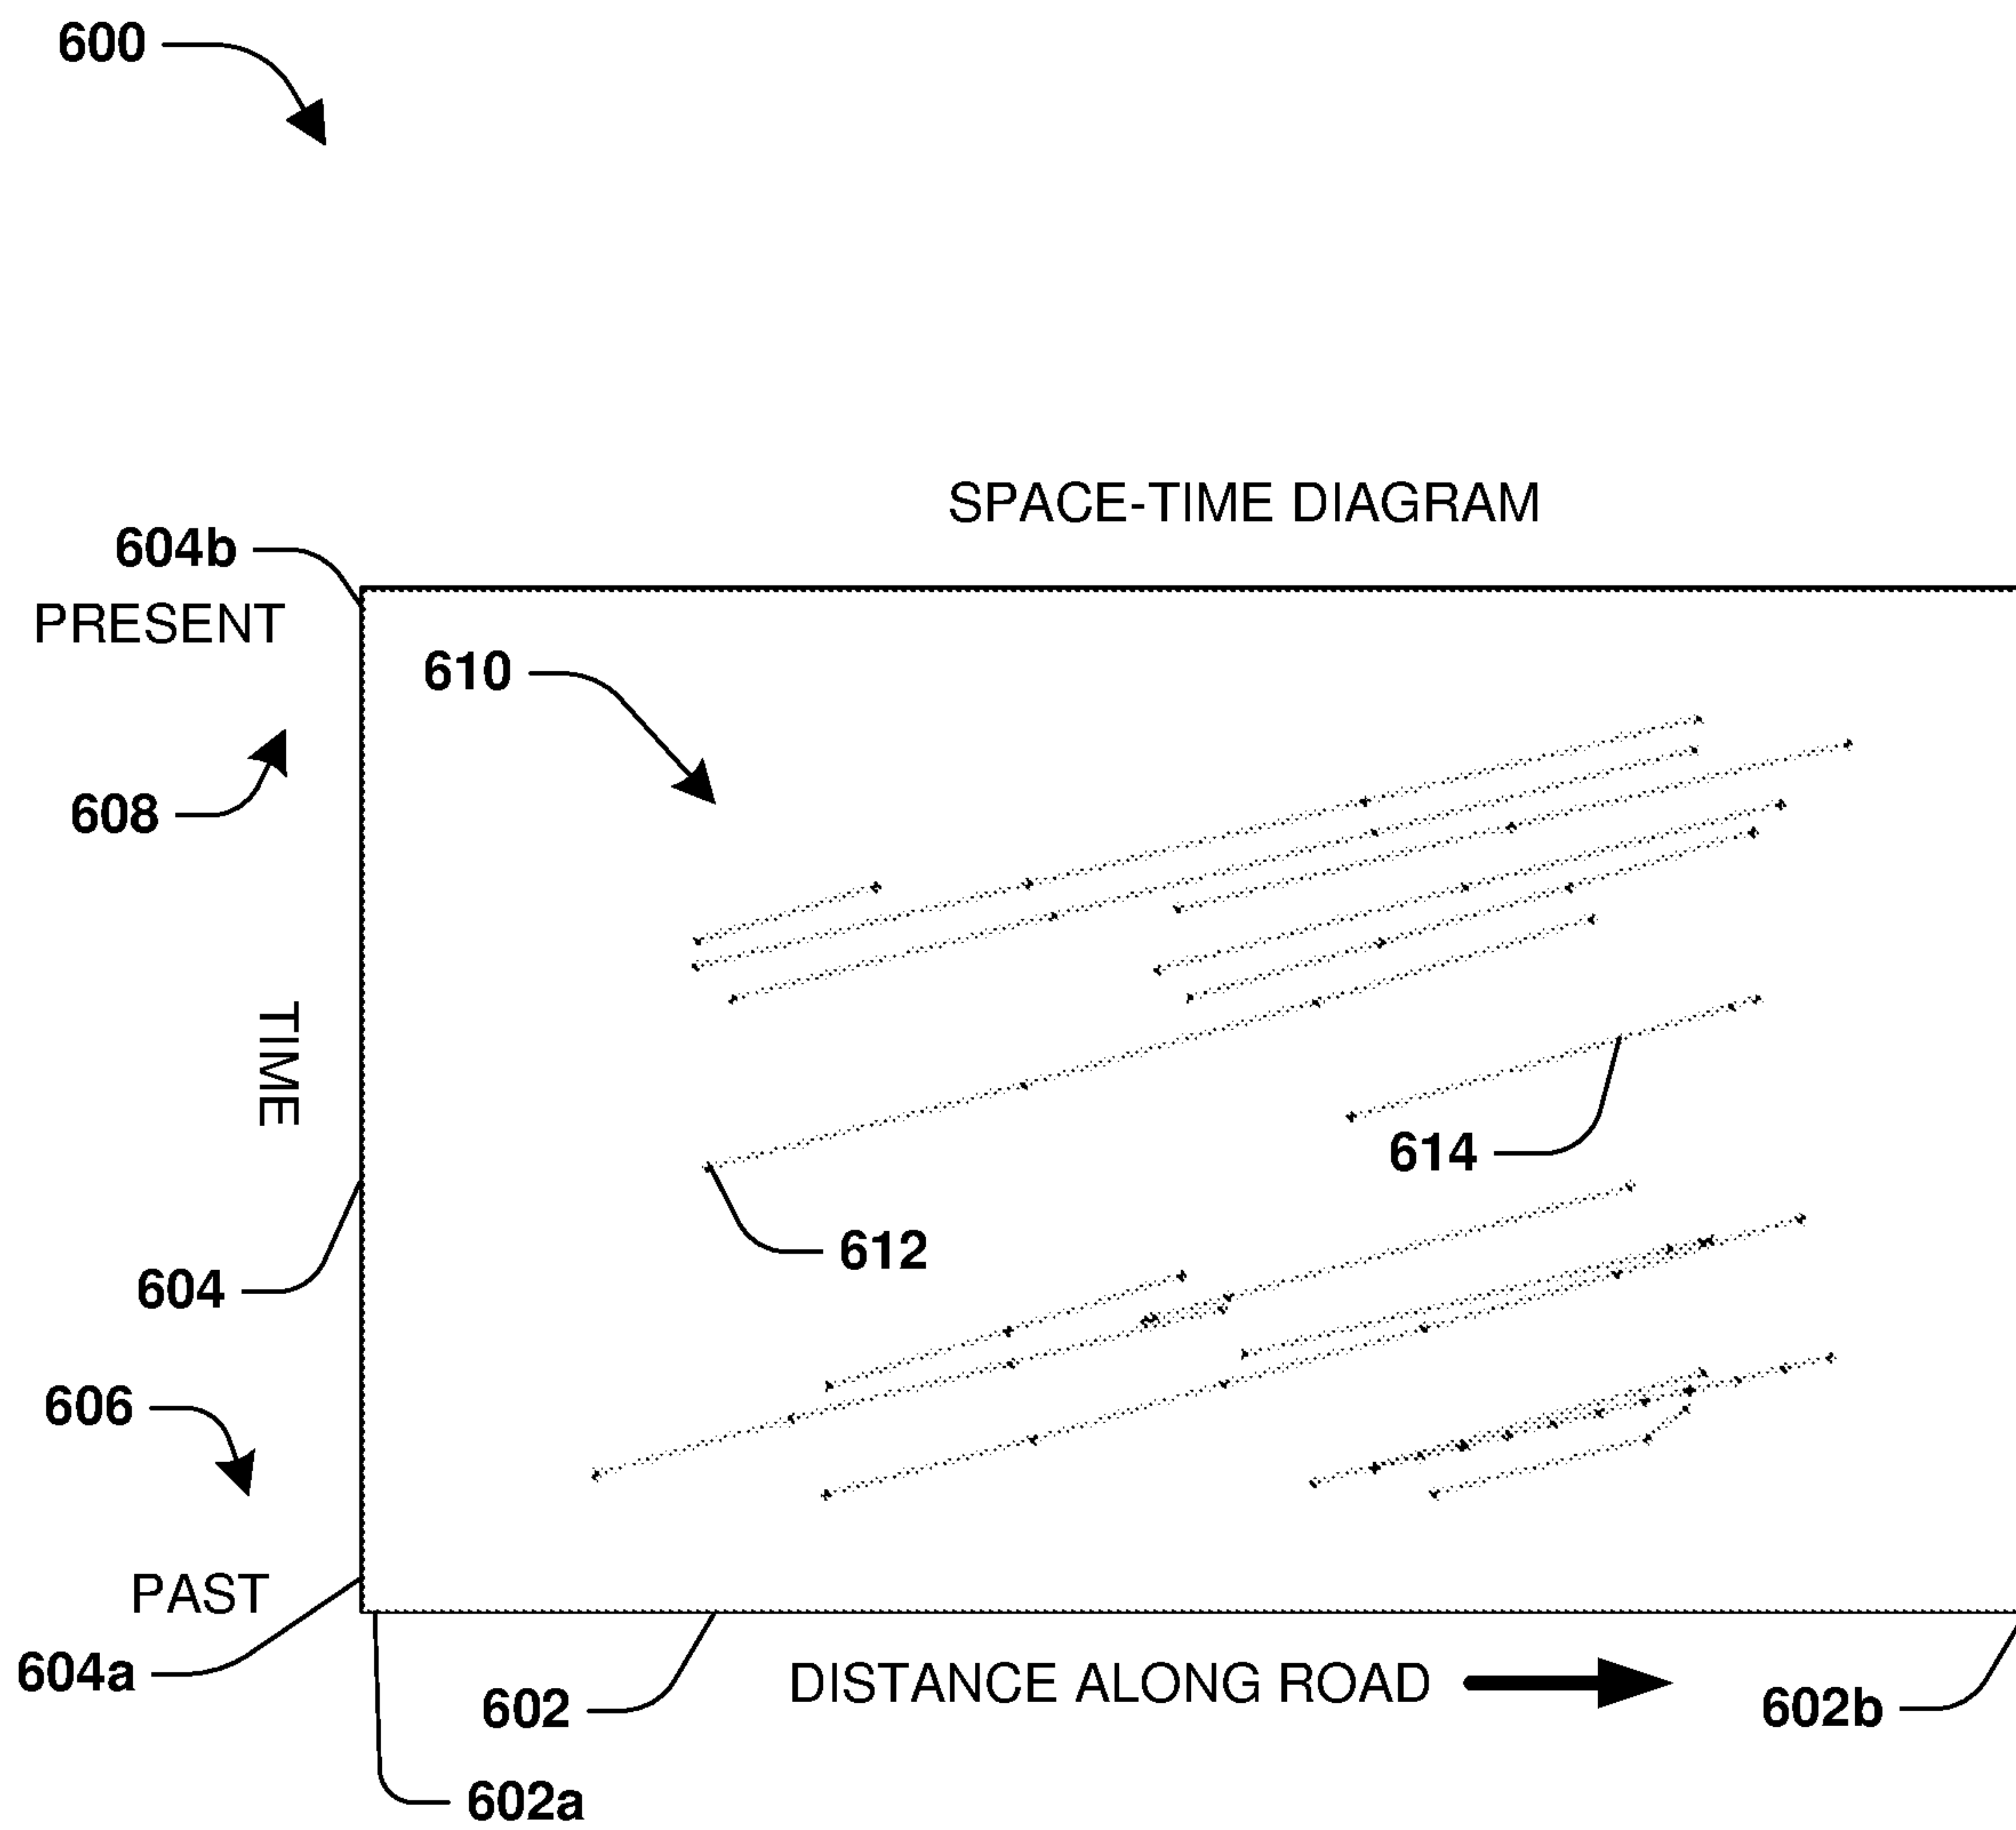 600
SPACE-TIME DIAGRAM
604b
PRESENT
610
608
TIME
614
612
604
606
PAST
604a
DISTANCE ALONG ROAD
602
602b
602a